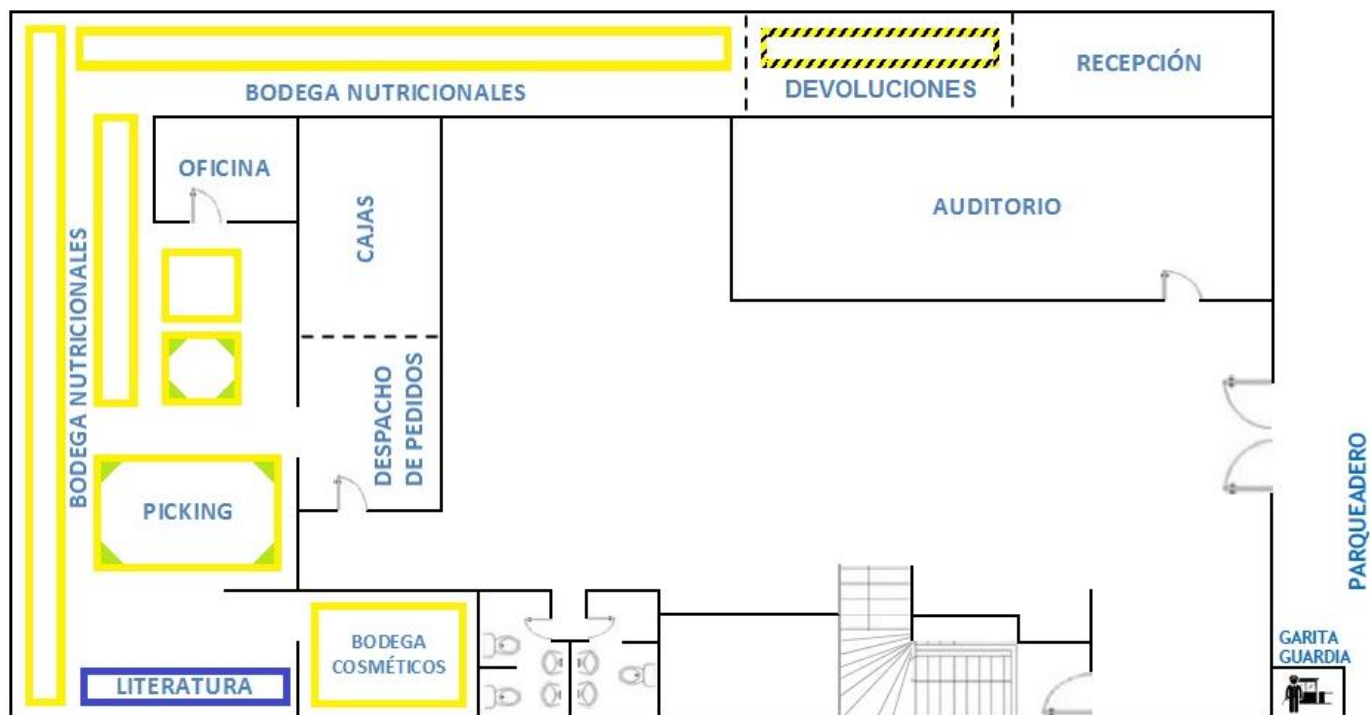 BODEGA NUTRICIONALES
DEVOLUCIONES
RECEPCIÓN
OFICINA
CAJAS
AUDITORIO
BODEGA NUTRICIONALES
DESPACHO
DE PEDIDOS
PICKING
PARQUEADERO
BODEGA
COSMÉTICOS
GARITA
GUARDIA
LITERATURA